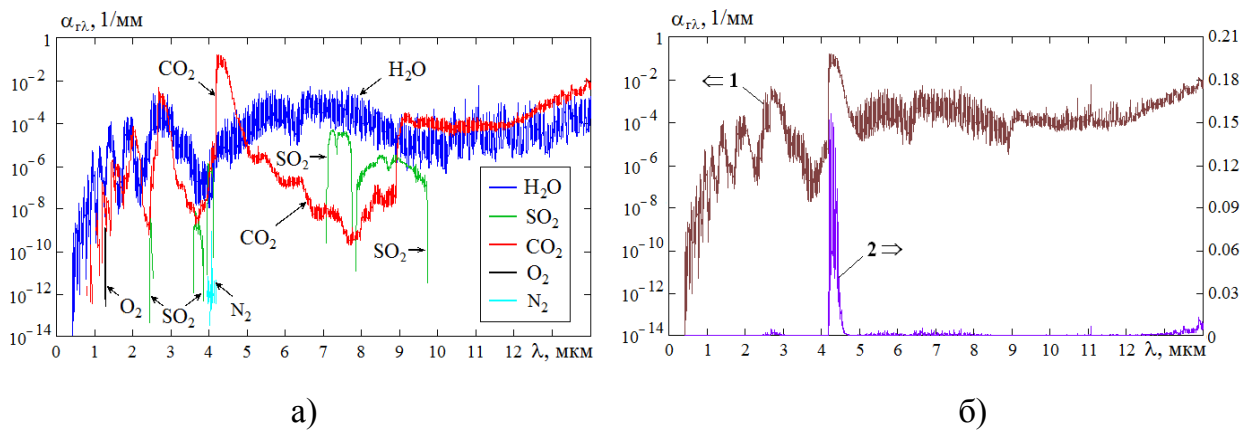 α_гλ, 1/мм
1
10⁻²
10⁻⁴
10⁻⁶
10⁻⁸
10⁻¹⁰
10⁻¹²
10⁻¹⁴
CO₂
H₂O
SO₂
CO₂
SO₂
O₂
SO₂
N₂
H₂O
SO₂
CO₂
O₂
N₂
0 1 2 3 4 5 6 7 8 9 10 11 12 λ, мкм
а)
α_гλ, 1/мм
1
10⁻²
10⁻⁴
10⁻⁶
10⁻⁸
10⁻¹⁰
10⁻¹²
10⁻¹⁴
⇐ 1
2 ⇒
0.21
0.18
0.15
0.12
0.09
0.06
0.03
0
0 1 2 3 4 5 6 7 8 9 10 11 12 λ, мкм
б)